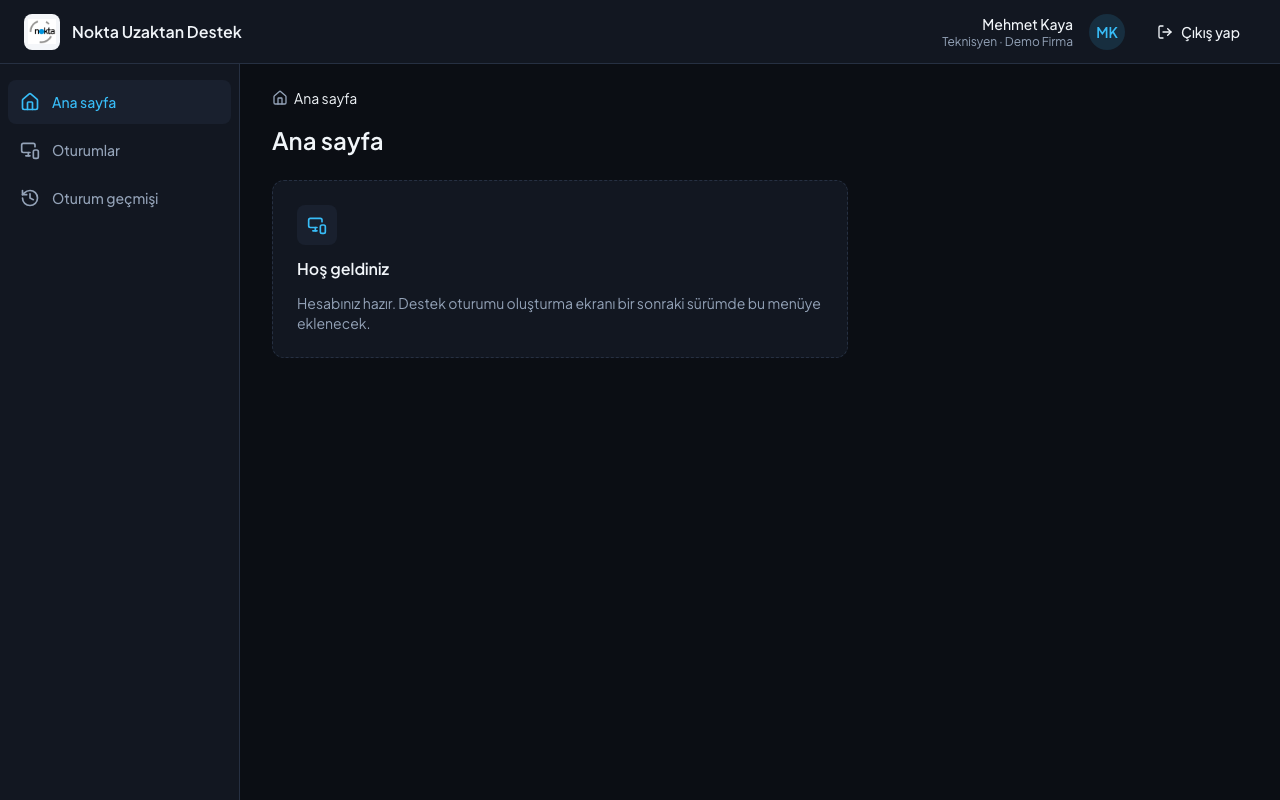 nokta
Nokta Uzaktan Destek
Mehmet Kaya
Teknisyen · Demo Firma
MK
Çıkış yap
Ana sayfa
Oturumlar
Oturum geçmişi
Ana sayfa
Ana sayfa
Hoş geldiniz
Hesabınız hazır. Destek oturumu oluşturma ekranı bir sonraki sürümde bu menüye
eklenecek.